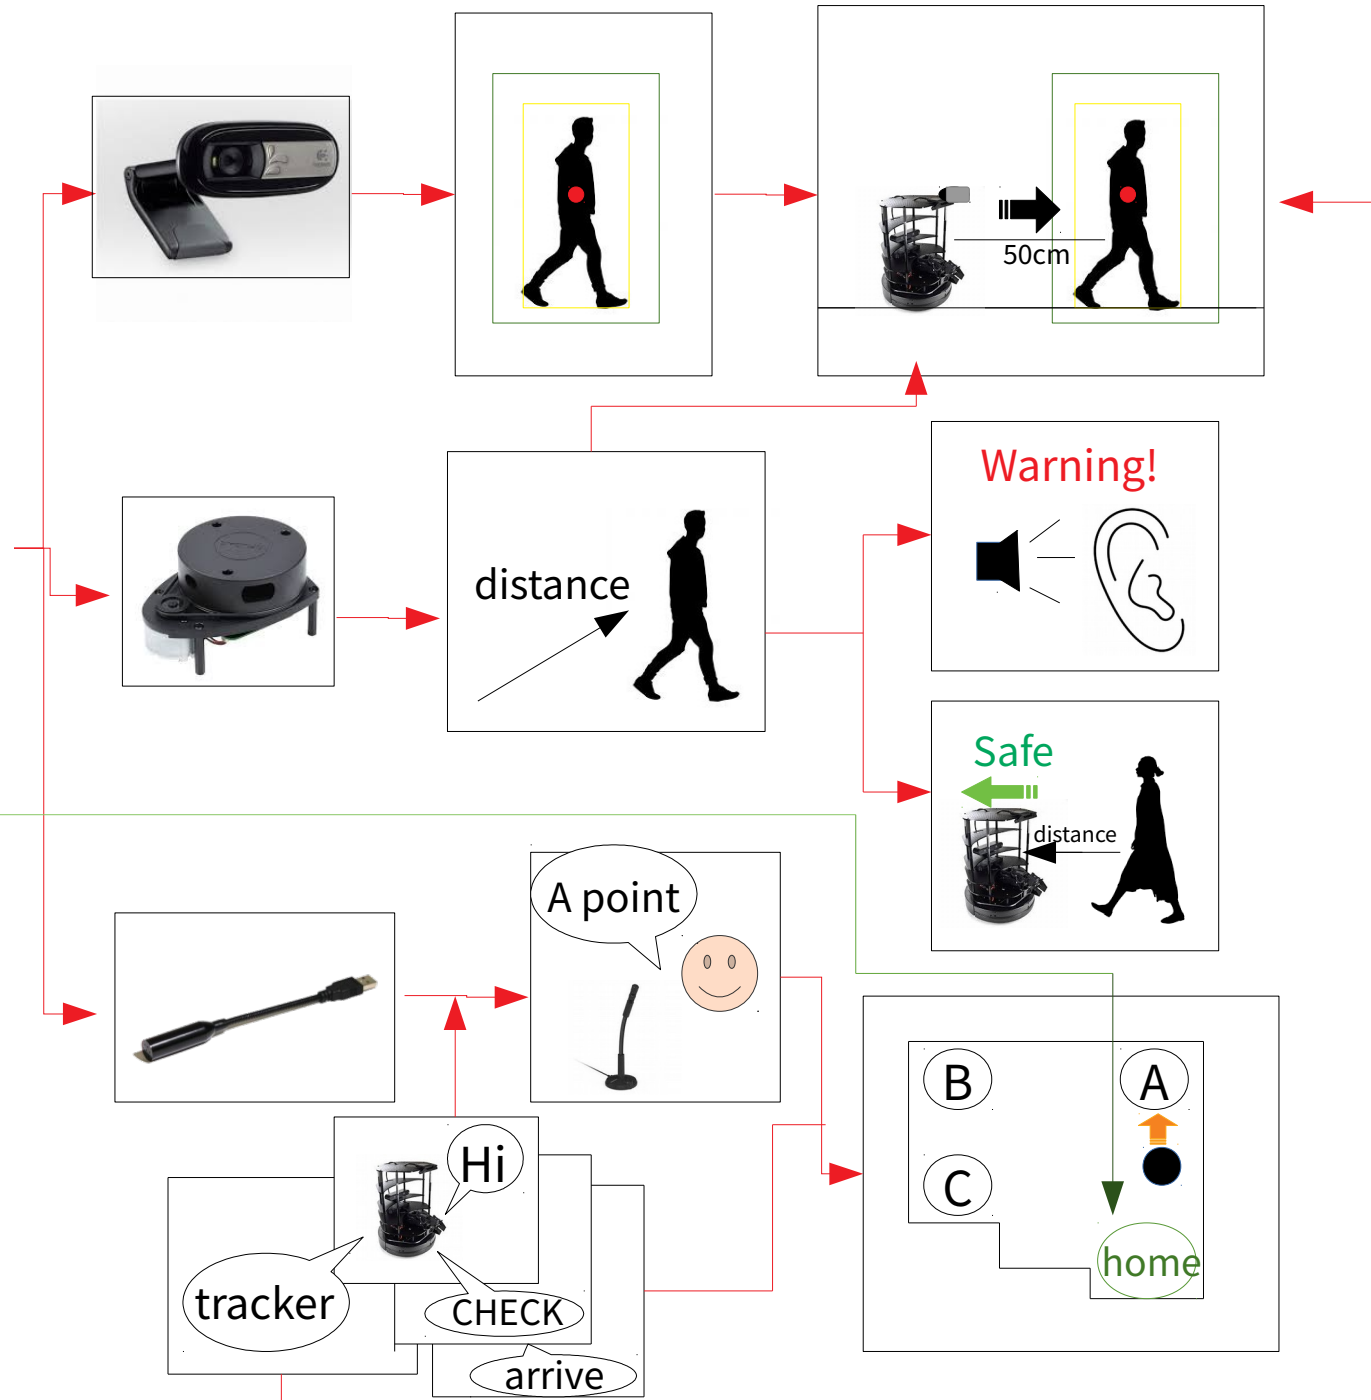 50cm
Warning!
distance
Safe
distance
A point
B
A
C
Hi
home
tracker
CHECK
arrive